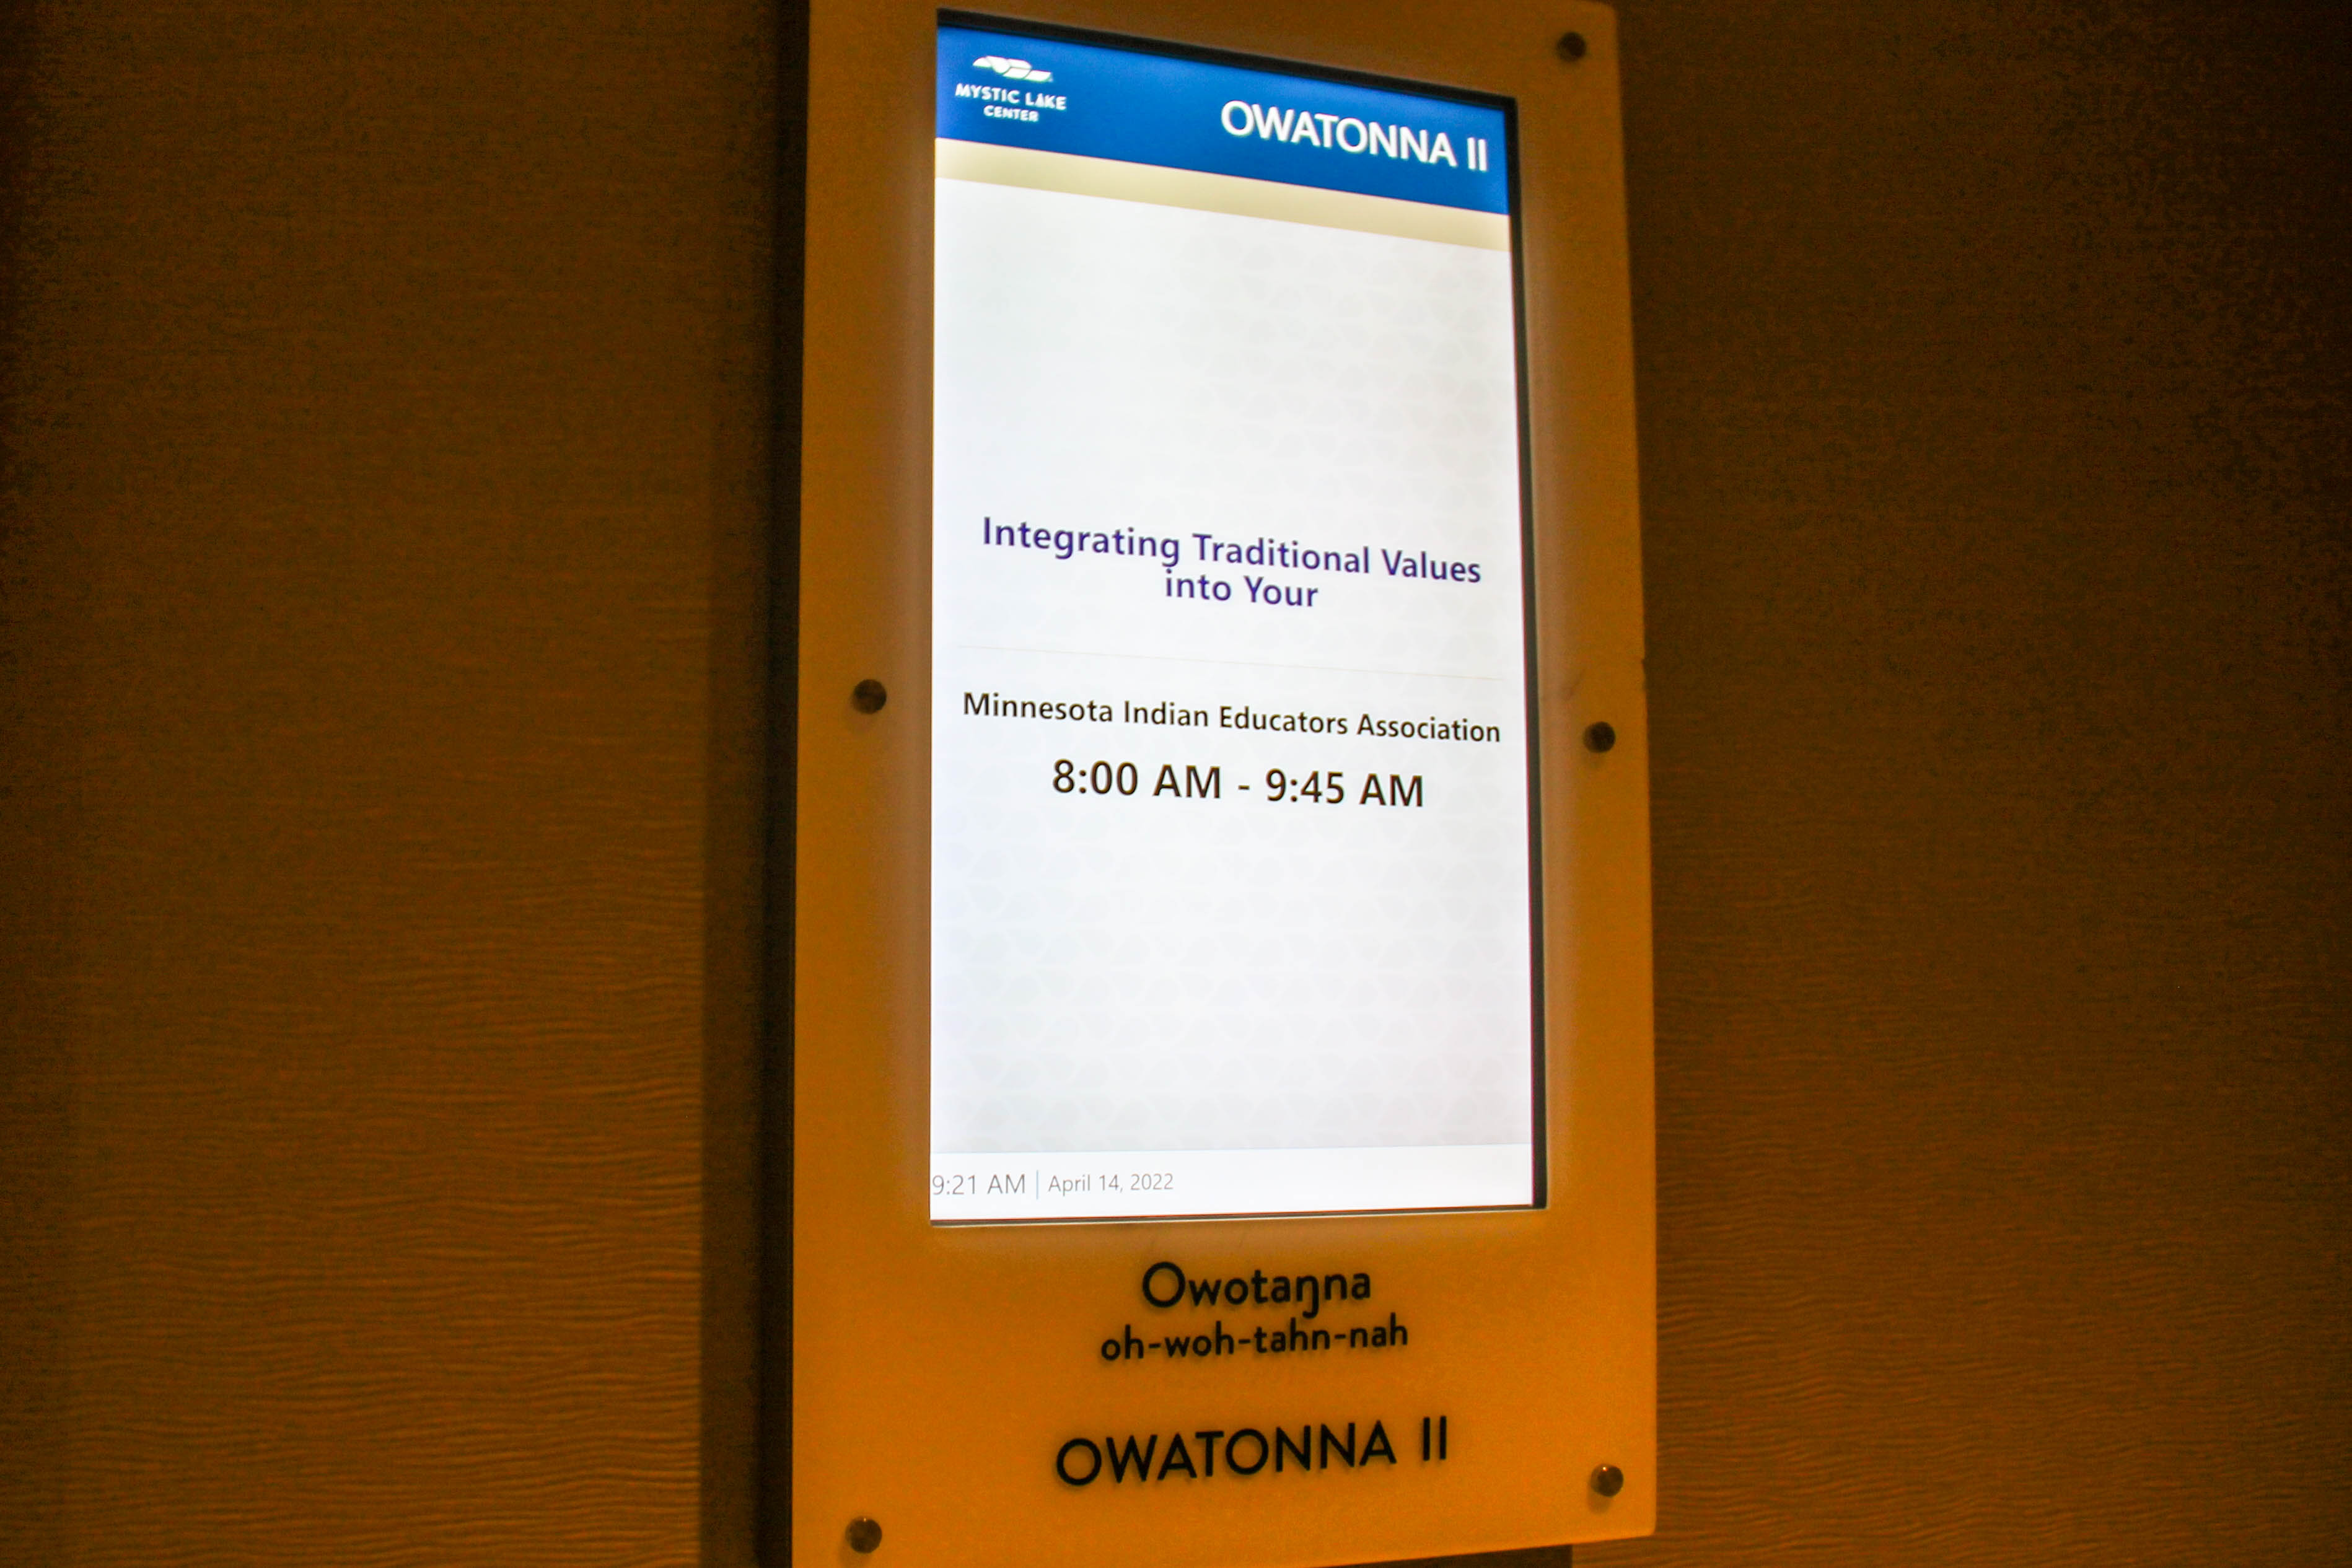 MYSTIC LAKE
CENTER
OWATONNA II
Integrating Traditional Values
into Your
Minnesota Indian Educators Association
8:00 AM - 9:45 AM
9:21 AM | April 14, 2022
Owotaŋna
oh-woh-tahn-nah
OWATONNA II